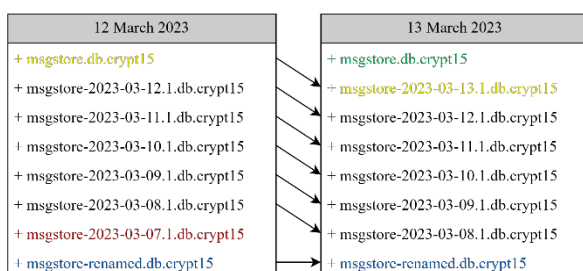 12 March 2023
+ msgstore.db.crypt15
+ msgstore-2023-03-12.1.db.crypt15
+ msgstore-2023-03-11.1.db.crypt15
+ msgstore-2023-03-10.1.db.crypt15
+ msgstore-2023-03-09.1.db.crypt15
+ msgstore-2023-03-08.1.db.crypt15
+ msgstore-2023-03-07.1.db.crypt15
+ msgstore-renamed.db.crypt15
13 March 2023
+ msgstore.db.crypt15
+ msgstore-2023-03-13.1.db.crypt15
+ msgstore-2023-03-12.1.db.crypt15
+ msgstore-2023-03-11.1.db.crypt15
+ msgstore-2023-03-10.1.db.crypt15
+ msgstore-2023-03-09.1.db.crypt15
+ msgstore-2023-03-08.1.db.crypt15
+ msgstore-renamed.db.crypt15